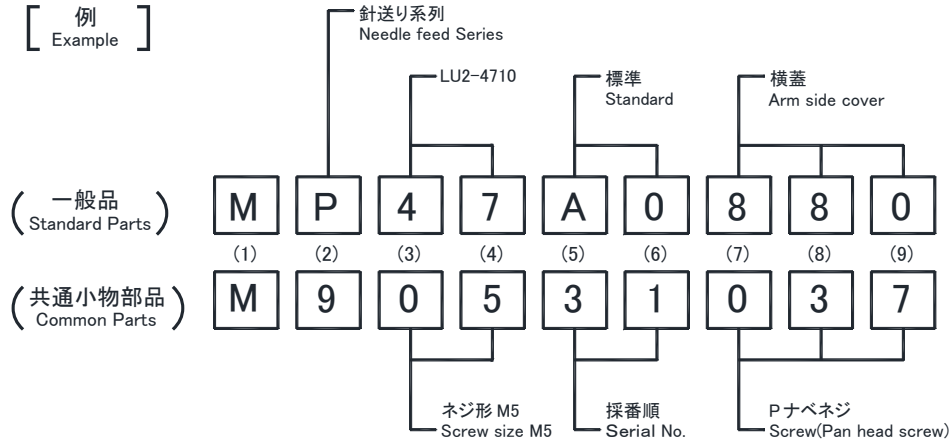 例
Example
針送り系列
Needle feed Series
LU2-4710
標準
Standard
横蓋
Arm side cover
一般品
Standard Parts
M P 4 7 A 0 8 8 0
(1) (2) (3) (4) (5) (6) (7) (8) (9)
共通小物部品
Common Parts
M 9 0 5 3 1 0 3 7
ネジ形 M5
Screw size M5
採番順
Serial No.
Pナベネジ
Screw(Pan head screw)